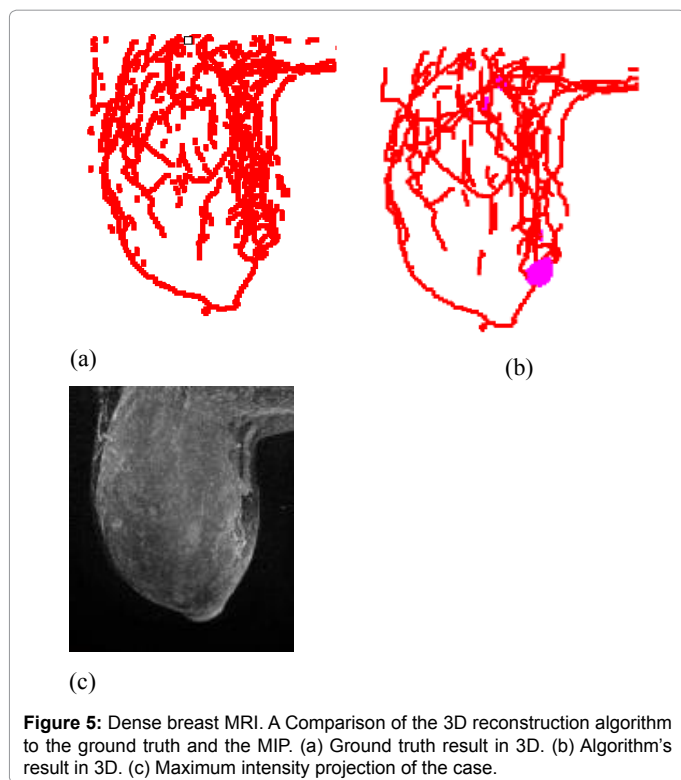 (a)
(b)
(c)
Figure 5: Dense breast MRI. A Comparison of the 3D reconstruction algorithm
to the ground truth and the MIP. (a) Ground truth result in 3D. (b) Algorithm's
result in 3D. (c) Maximum intensity projection of the case.